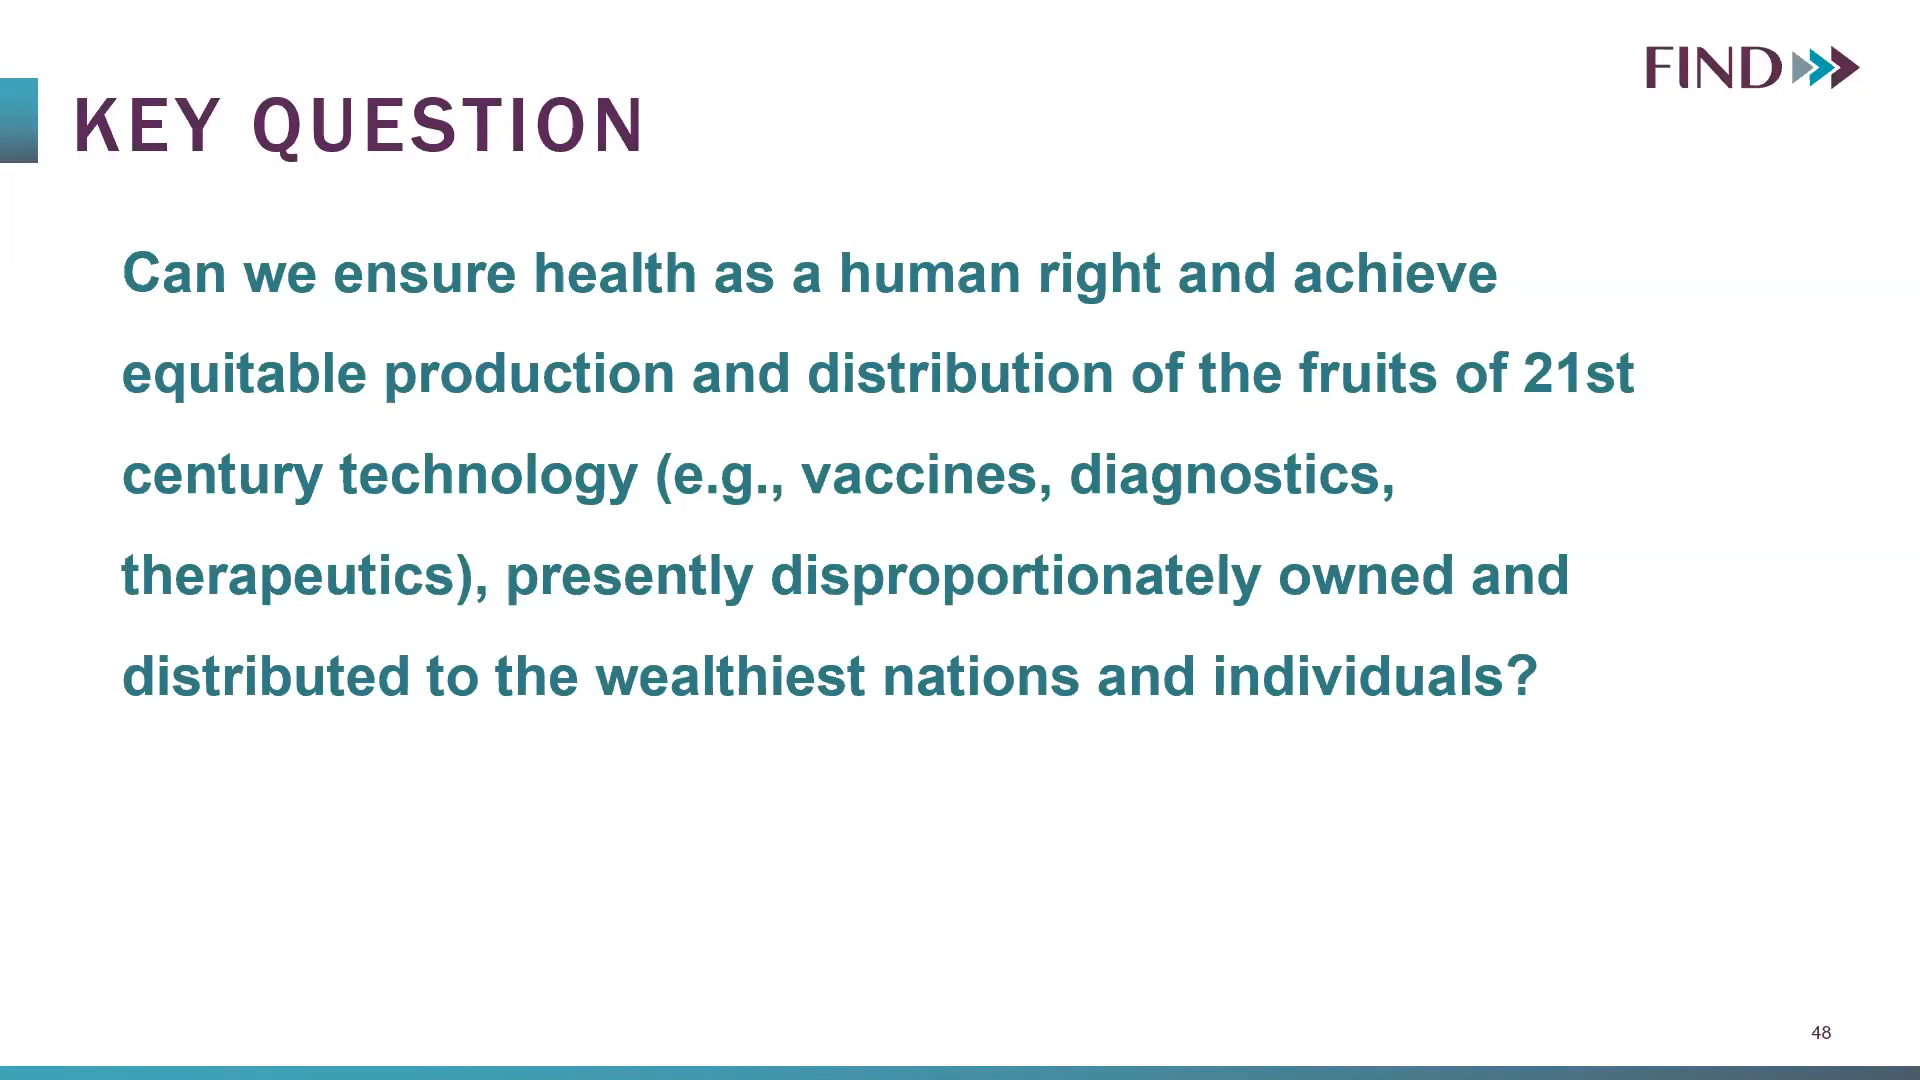 FIND
KEY QUESTION
Can we ensure health as a human right and achieve
equitable production and distribution of the fruits of 21st
century technology (e.g., vaccines, diagnostics,
therapeutics), presently disproportionately owned and
distributed to the wealthiest nations and individuals?
48